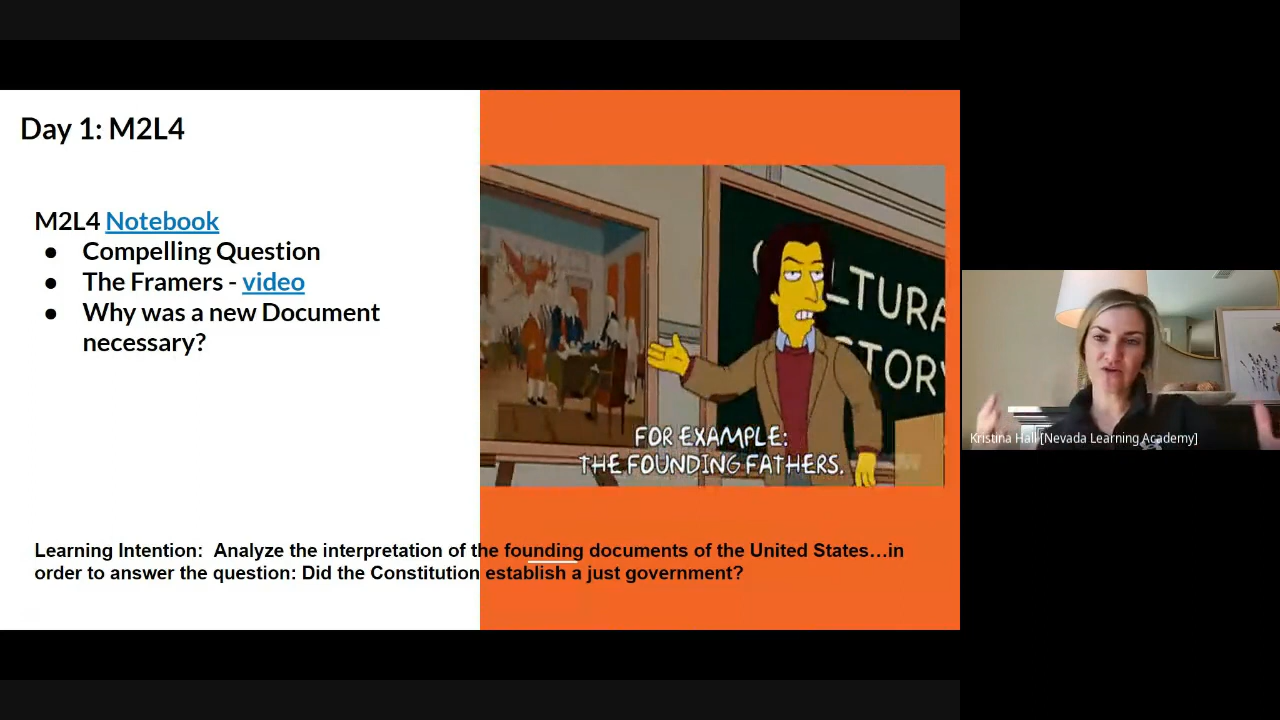 Day 1: M2L4
M2L4 Notebook
● Compelling Question
● The Framers - video
● Why was a new Document
necessary?
FOR EXAMPLE:
THE FOUNDING FATHERS.
Learning Intention:  Analyze the interpretation of the founding documents of the United States…in
order to answer the question: Did the Constitution establish a just government?
Kristina Hall [Nevada Learning Academy]